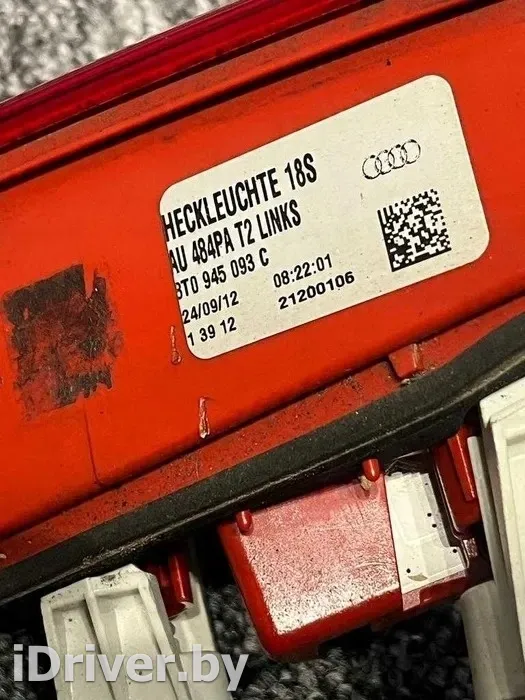 HECKLEUCHTE 18S
AU 484PA T2 LINKS
8T0 945 093 C
24/09/12 08:22:01
1 39 12 21200106
iDriver.by